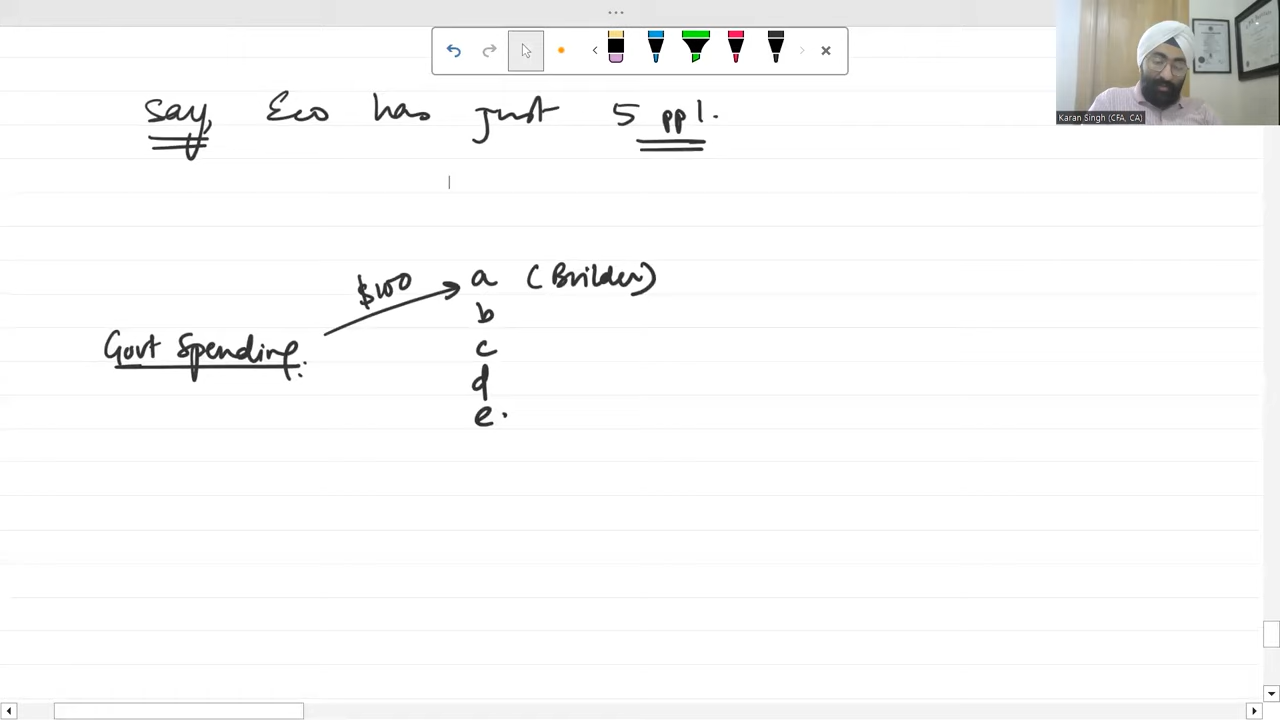 Say, Eco has just 5 ppl.
Karan Singh (CFA, CA)
$100
a (Builder)
b
Govt Spending.
c
d
e.